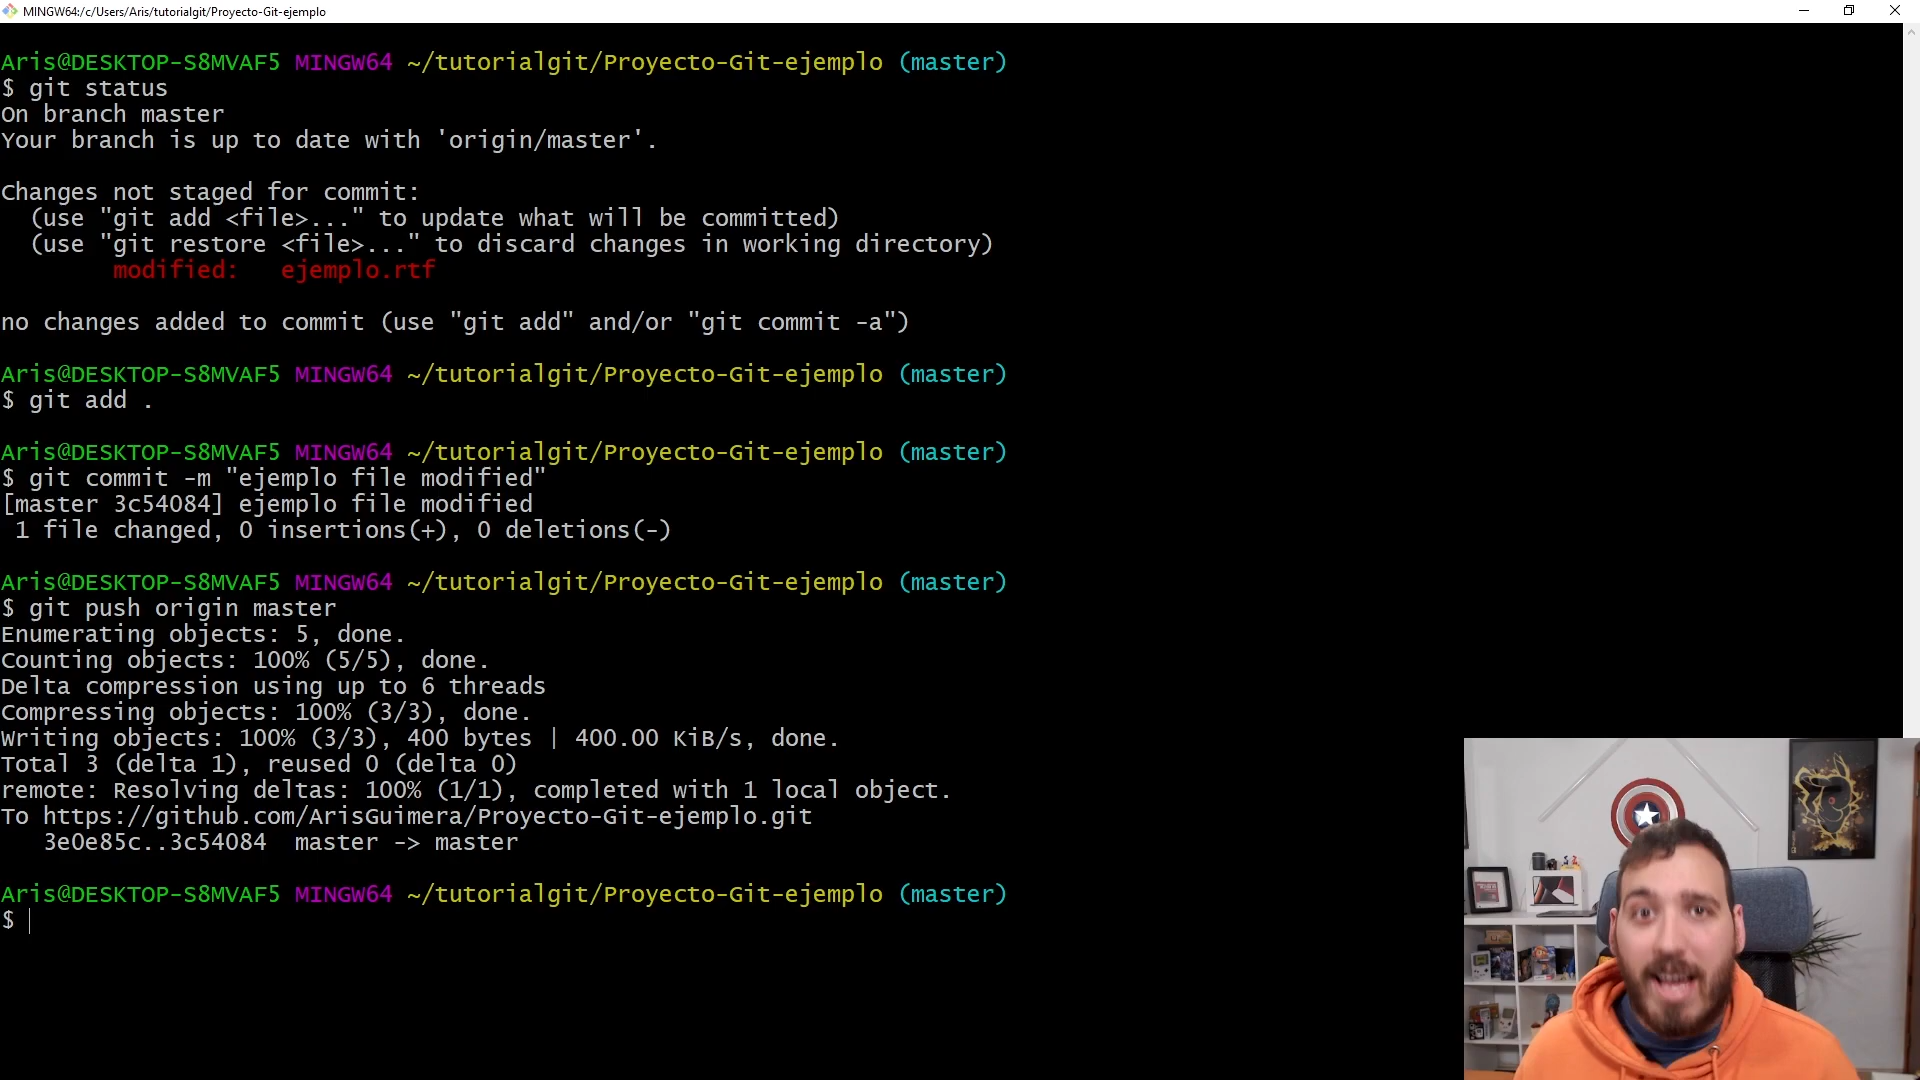 MINGW64:/c/Users/Aris/tutorialgit/Proyecto-Git-ejemplo
Aris@DESKTOP-S8MVAF5 MINGW64 ~/tutorialgit/Proyecto-Git-ejemplo (master)
$ git status
On branch master
Your branch is up to date with 'origin/master'.
Changes not staged for commit:
(use "git add <file>..." to update what will be committed)
(use "git restore <file>..." to discard changes in working directory)
modified: ejemplo.rtf
no changes added to commit (use "git add" and/or "git commit -a")
Aris@DESKTOP-S8MVAF5 MINGW64 ~/tutorialgit/Proyecto-Git-ejemplo (master)
$ git add .
Aris@DESKTOP-S8MVAF5 MINGW64 ~/tutorialgit/Proyecto-Git-ejemplo (master)
$ git commit -m "ejemplo file modified"
[master 3c54084] ejemplo file modified
1 file changed, 0 insertions(+), 0 deletions(-)
Aris@DESKTOP-S8MVAF5 MINGW64 ~/tutorialgit/Proyecto-Git-ejemplo (master)
$ git push origin master
Enumerating objects: 5, done.
Counting objects: 100% (5/5), done.
Delta compression using up to 6 threads
Compressing objects: 100% (3/3), done.
Writing objects: 100% (3/3), 400 bytes | 400.00 KiB/s, done.
Total 3 (delta 1), reused 0 (delta 0)
remote: Resolving deltas: 100% (1/1), completed with 1 local object.
To https://github.com/ArisGuimera/Proyecto-Git-ejemplo.git
3e0e85c..3c54084 master -> master
Aris@DESKTOP-S8MVAF5 MINGW64 ~/tutorialgit/Proyecto-Git-ejemplo (master)
$